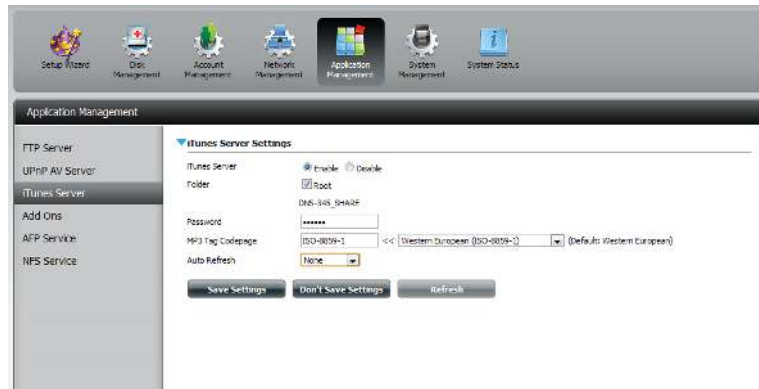 Setup Wizard
Disk Management
Account Management
Network Management
Application Management
System Management
System Status
Application Management
FTP Server
UPnP AV Server
iTunes Server
Add Ons
AFP Service
NFS Service
iTunes Server Settings
iTunes Server Enable Disable
Folder Root
DNS-345_SHARE
Password ••••••
MP3 Tag Codepage ISO-8859-1 << Western European (ISO-8859-1) (Default: Western European)
Auto Refresh None
Save Settings Don't Save Settings Refresh